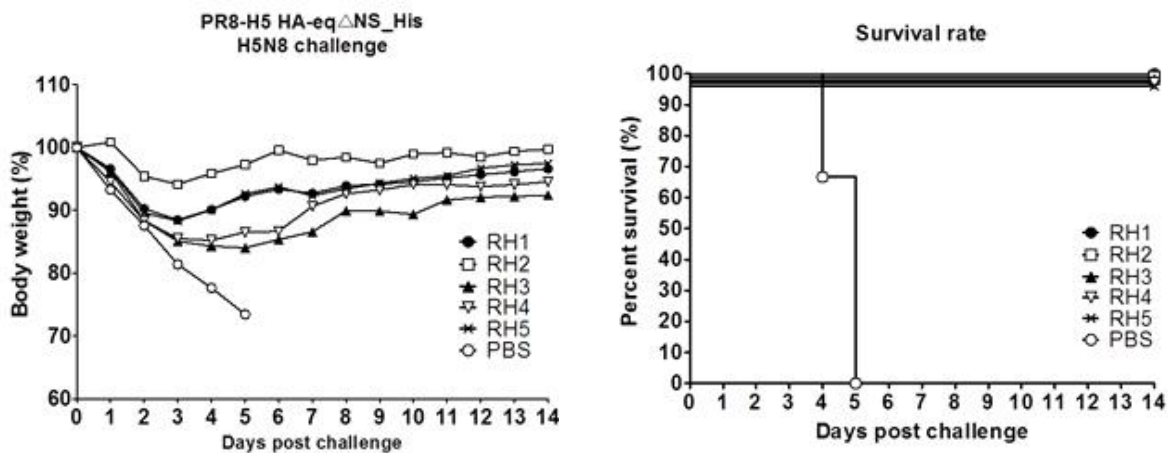 PR8-H5 HA-eq△NS_His
H5N8 challenge
Body weight (%)
110
100
90
80
70
60
0 1 2 3 4 5 6 7 8 9 10 11 12 13 14
Days post challenge
RH1
RH2
RH3
RH4
RH5
PBS
Survival rate
Percent survival (%)
100
90
80
70
60
50
40
30
20
10
0
0 1 2 3 4 5 6 7 8 9 10 11 12 13 14
Days post challenge
RH1
RH2
RH3
RH4
RH5
PBS